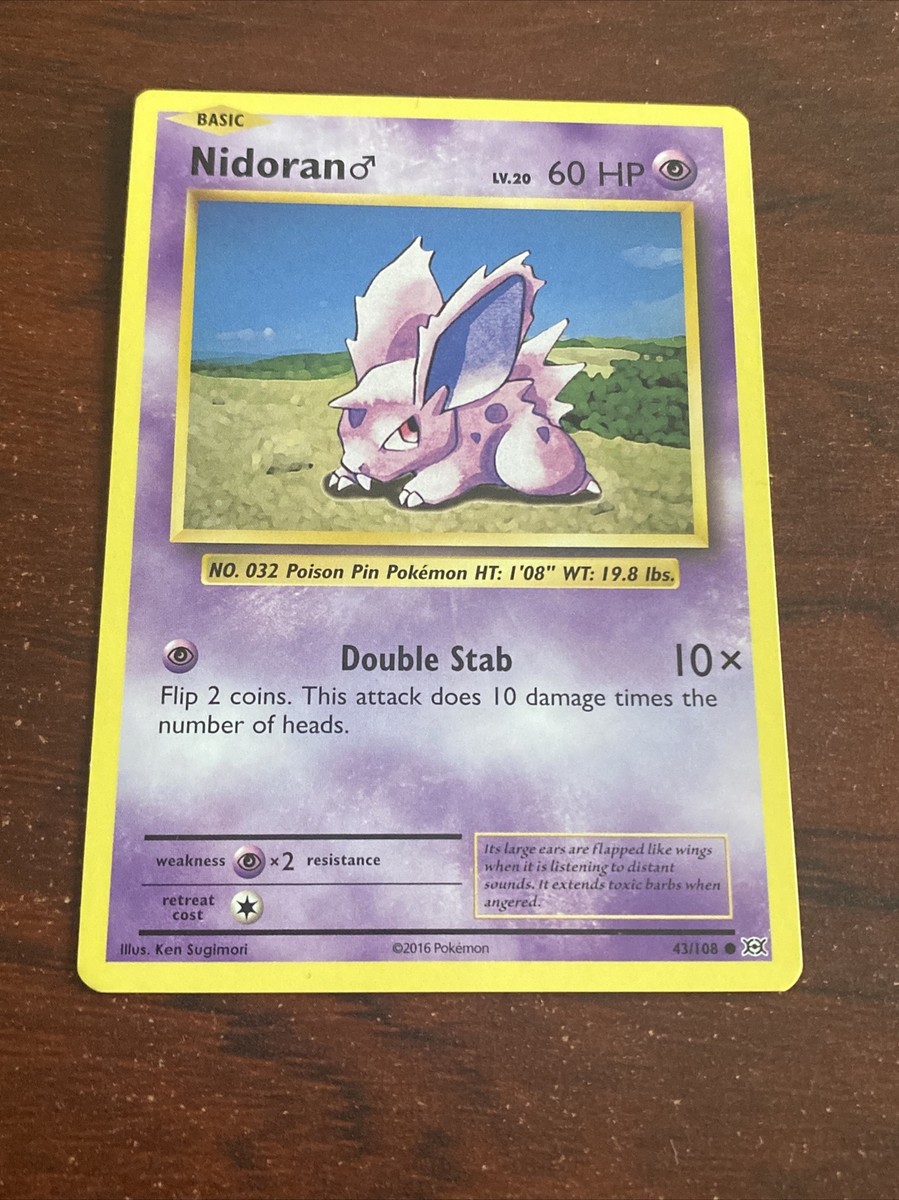 BASIC
Nidoran♂ LV.20 60 HP
NO. 032 Poison Pin Pokémon HT: 1'08" WT: 19.8 lbs.
Double Stab 10×
Flip 2 coins. This attack does 10 damage times the
number of heads.
weakness ×2 resistance
retreat
cost
Its large ears are flapped like wings
when it is listening to distant
sounds. It extends toxic barbs when
angered.
Illus. Ken Sugimori ©2016 Pokémon 43/108